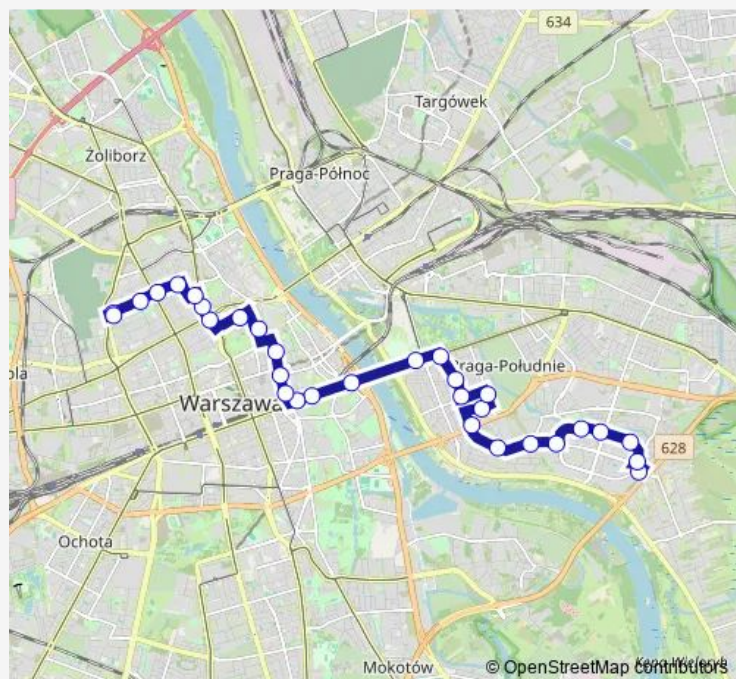 634
Targówek
Żoliborz
Praga-Północ
ola
Praga-Południe
Warszawa
628
Ochota
Mokotów
© OpenStreetMap contributors